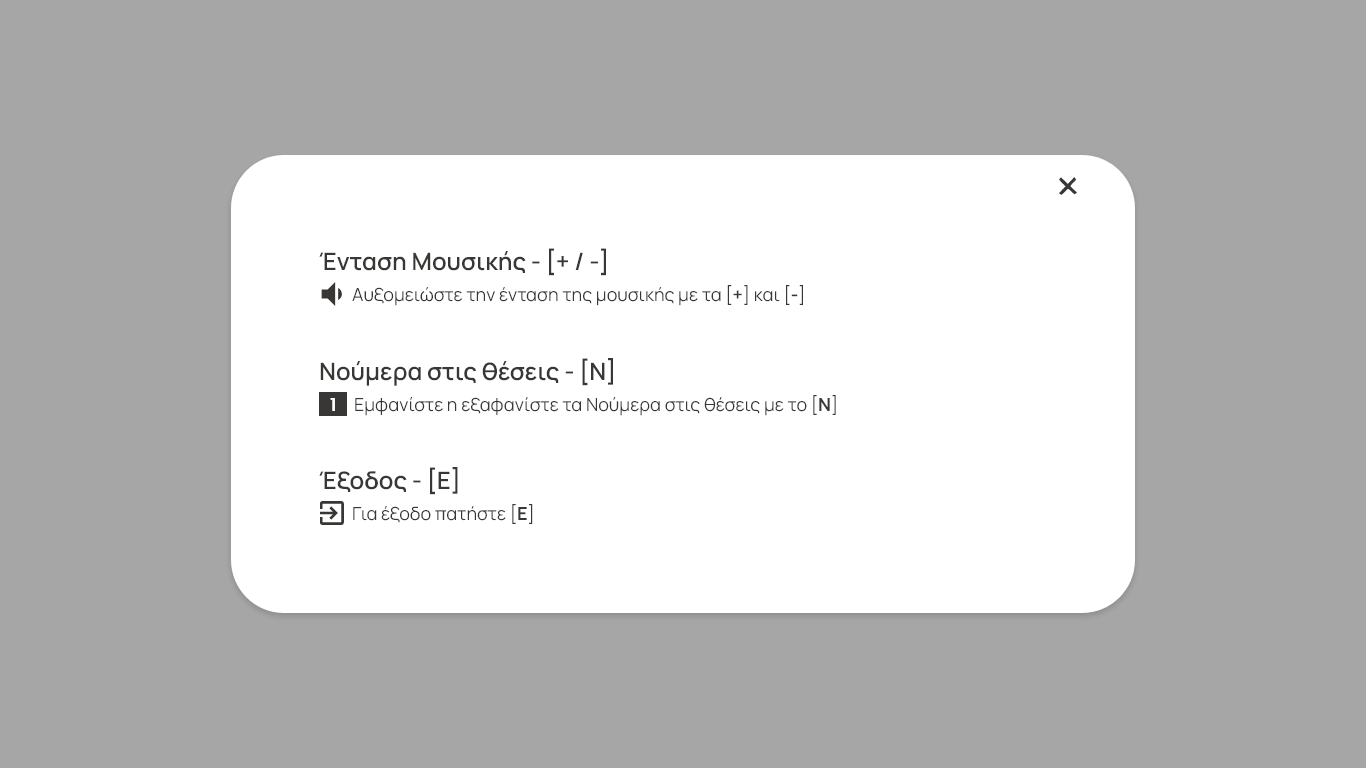 Ένταση Μουσικής - [+ / -]
Αυξομειώστε την ένταση της μουσικής με τα [+] και [-]
Νούμερα στις θέσεις - [N]
1 Εμφανίστε η εξαφανίστε τα Νούμερα στις θέσεις με το [N]
Έξοδος - [E]
Για έξοδο πατήστε [E]